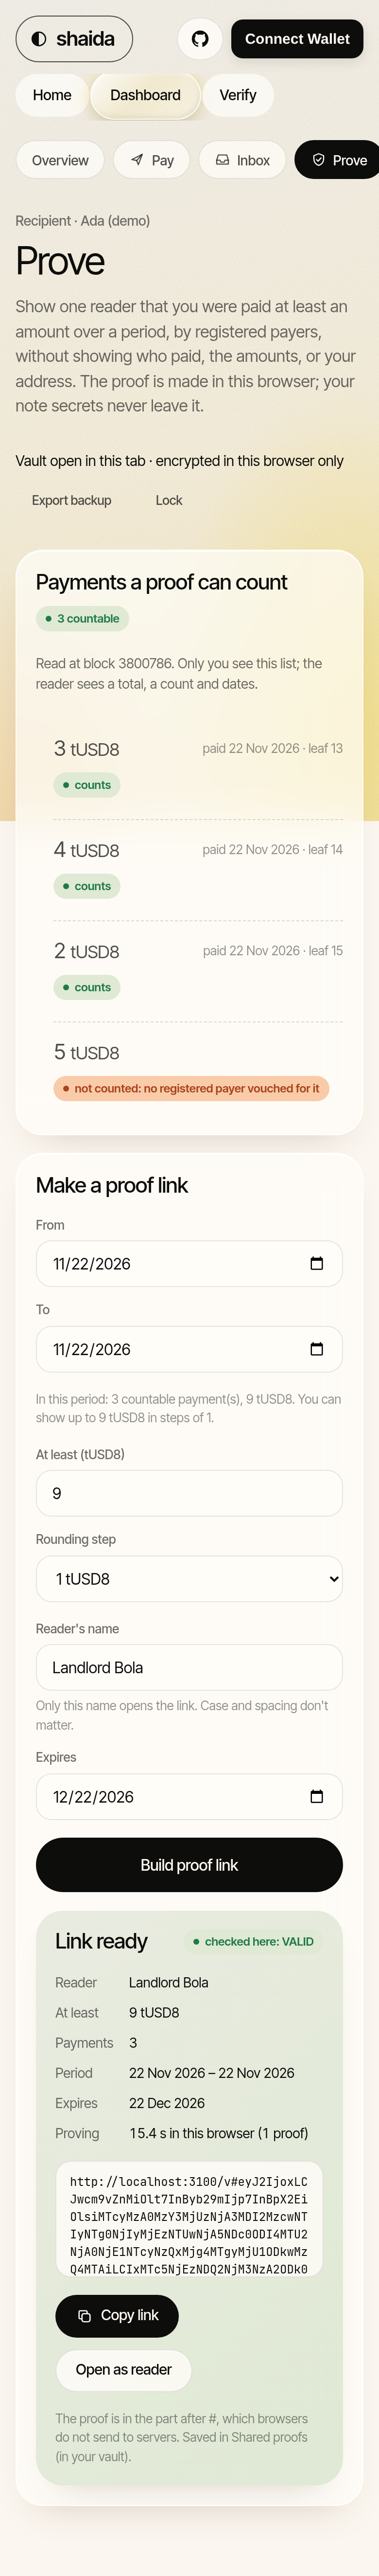 shaida
Connect Wallet
Home
Dashboard
Verify
Overview
Pay
Inbox
Prove
Recipient · Ada (demo)
Prove
Show one reader that you were paid at least an
amount over a period, by registered payers,
without showing who paid, the amounts, or your
address. The proof is made in this browser; your
note secrets never leave it.
Vault open in this tab · encrypted in this browser only
Export backup
Lock
Payments a proof can count
3 countable
Read at block 3800786. Only you see this list; the
reader sees a total, a count and dates.
3 tUSD8
paid 22 Nov 2026 · leaf 13
counts
4 tUSD8
paid 22 Nov 2026 · leaf 14
counts
2 tUSD8
paid 22 Nov 2026 · leaf 15
counts
5 tUSD8
not counted: no registered payer vouched for it
Make a proof link
From
11/22/2026
To
11/22/2026
In this period: 3 countable payment(s), 9 tUSD8. You can
show up to 9 tUSD8 in steps of 1.
At least (tUSD8)
9
Rounding step
1 tUSD8
Reader's name
Landlord Bola
Only this name opens the link. Case and spacing don't
matter.
Expires
12/22/2026
Build proof link
Link ready
checked here: VALID
Reader Landlord Bola
At least 9 tUSD8
Payments 3
Period 22 Nov 2026 – 22 Nov 2026
Expires 22 Dec 2026
Proving 15.4 s in this browser (1 proof)
http://localhost:3100/v#eyJ2IjoxLC
Jwcm9vZnMiOlt7InByb29mIjp7InBpX2Ei
OlsiMTcyMzA0MzY3MjUzNjA3MDI2MzcwNT
IyNTg0NjIyMjEzNTUwNjA5NDc0ODI4MTU2
NjA0NjE1NTcyNzQxMjg4MTgyMjU1ODkwMz
Q4MTAiLCIxMTc5NjEzNDQ2NjM3NzA2ODk0
Copy link
Open as reader
The proof is in the part after #, which browsers
do not send to servers. Saved in Shared proofs
(in your vault).